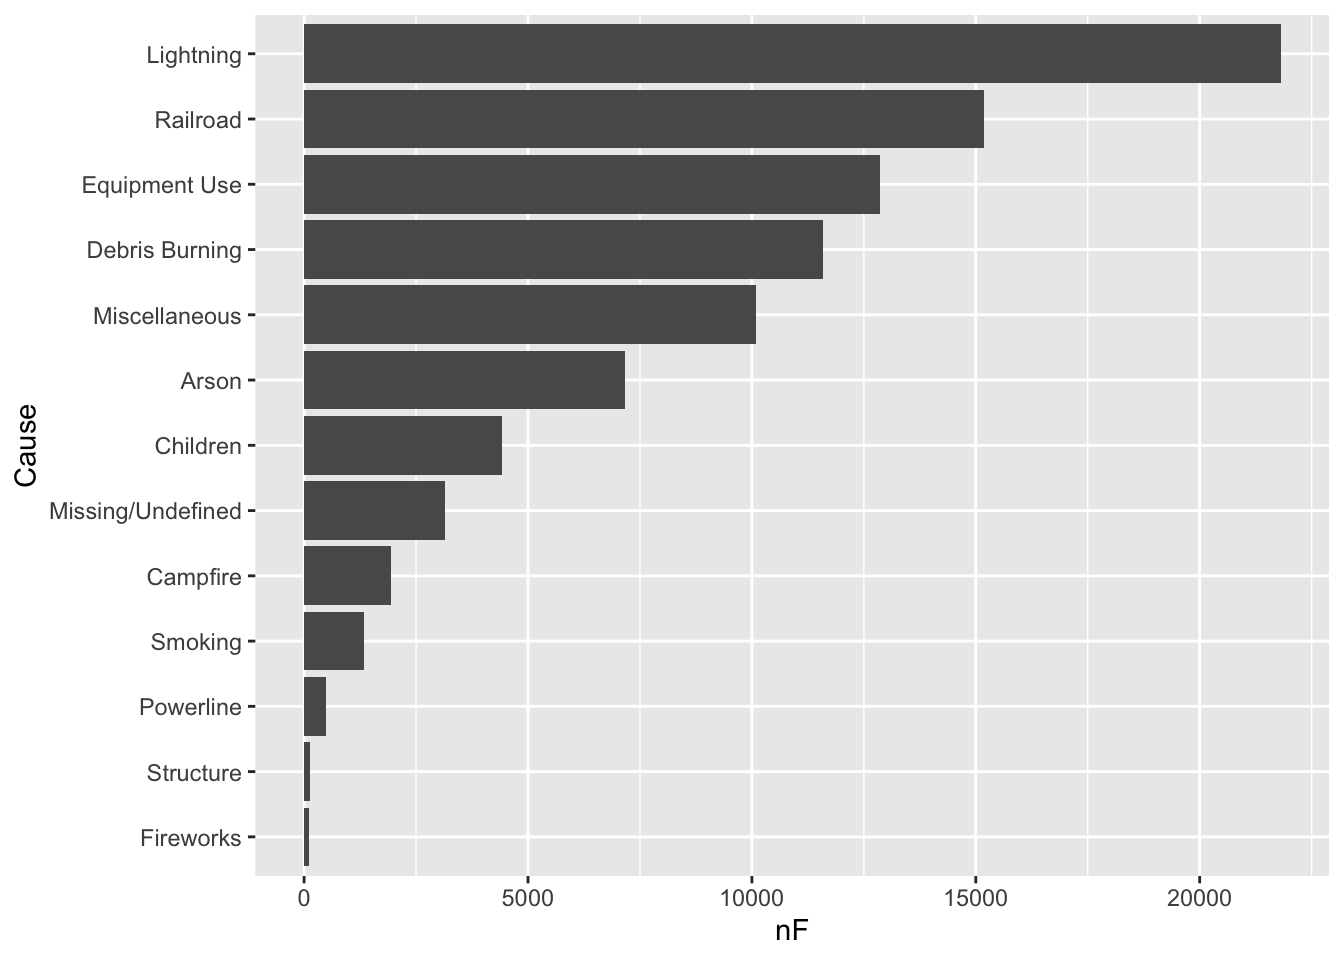 Lightning
Railroad
Equipment Use
Debris Burning
Miscellaneous
Arson
Children
Missing/Undefined
Campfire
Smoking
Powerline
Structure
Fireworks
Cause
0 5000 10000 15000 20000
nF